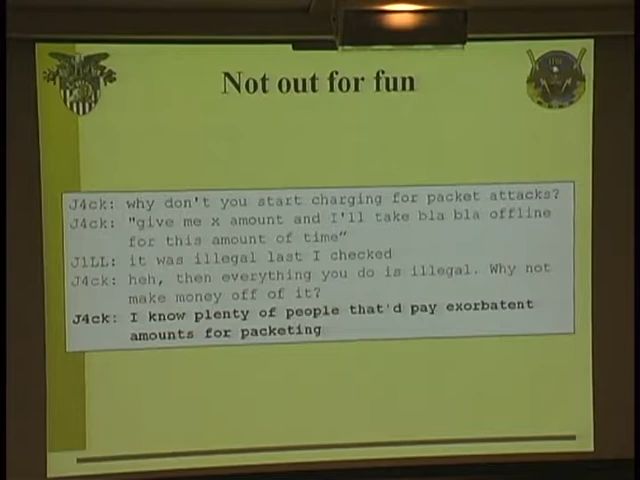 Not out for fun
J4ck: why don't you start charging for packet attacks?
J4ck: "give me x amount and I'll take bla bla offline
for this amount of time"
J1LL: it was illegal last I checked
J4ck: heh, then everything you do is illegal. Why not
make money off of it?
J4ck: I know plenty of people that'd pay exorbatent
amounts for packeting